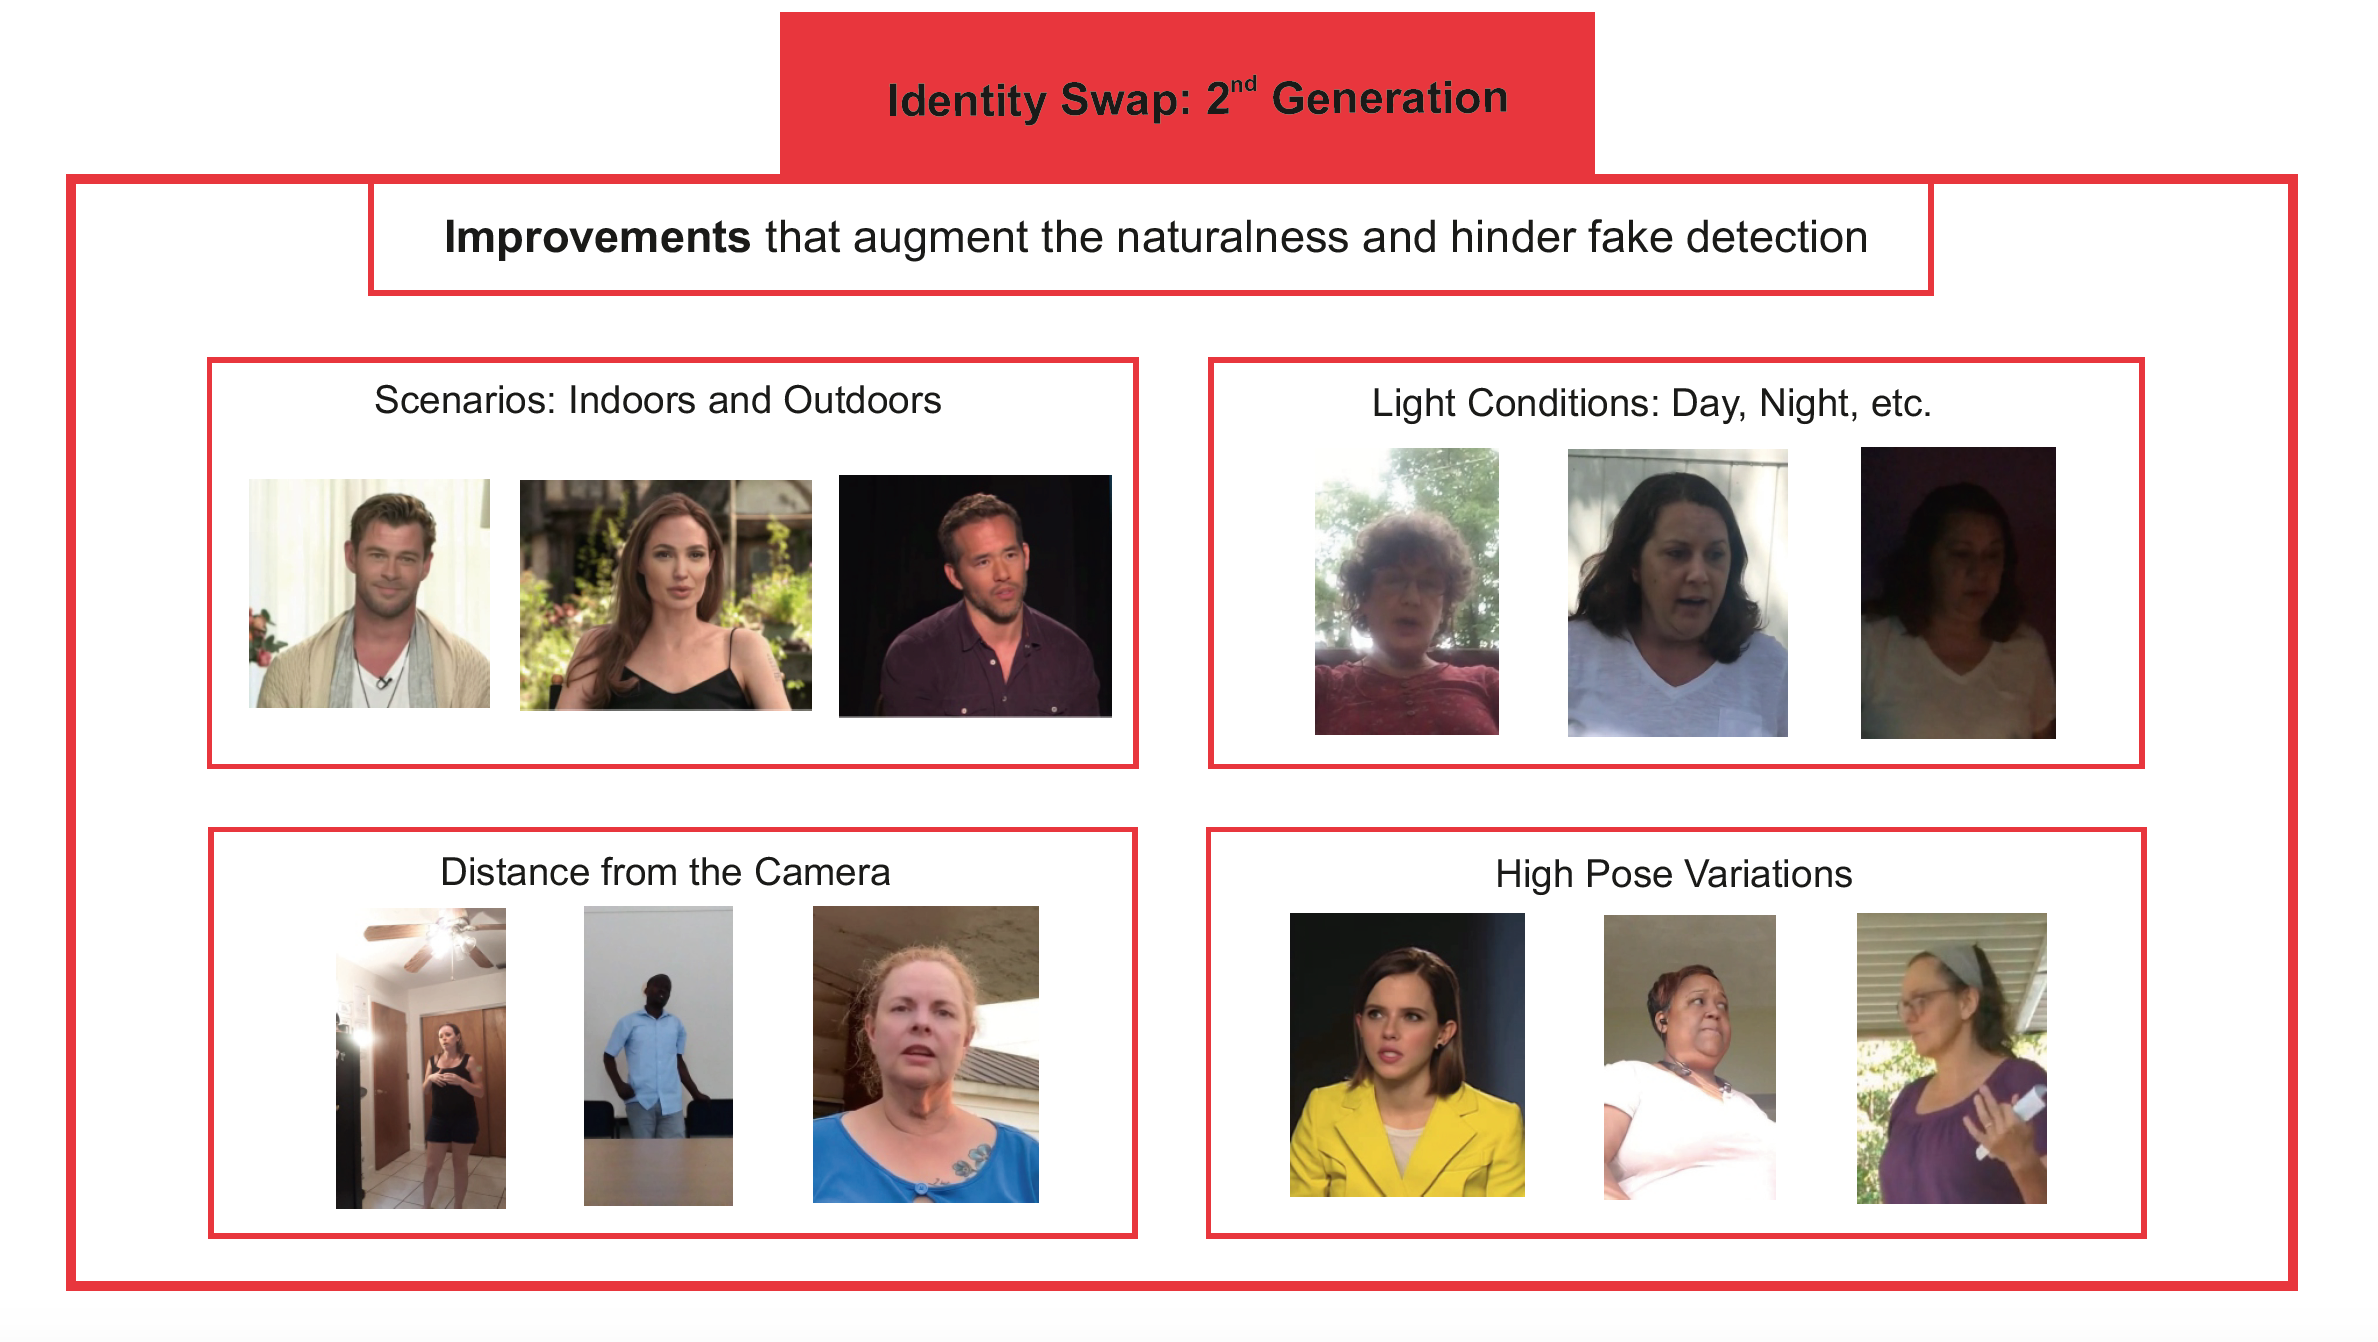 Identity Swap: 2nd Generation
Improvements that augment the naturalness and hinder fake detection
Scenarios: Indoors and Outdoors
Light Conditions: Day, Night, etc.
Distance from the Camera
High Pose Variations